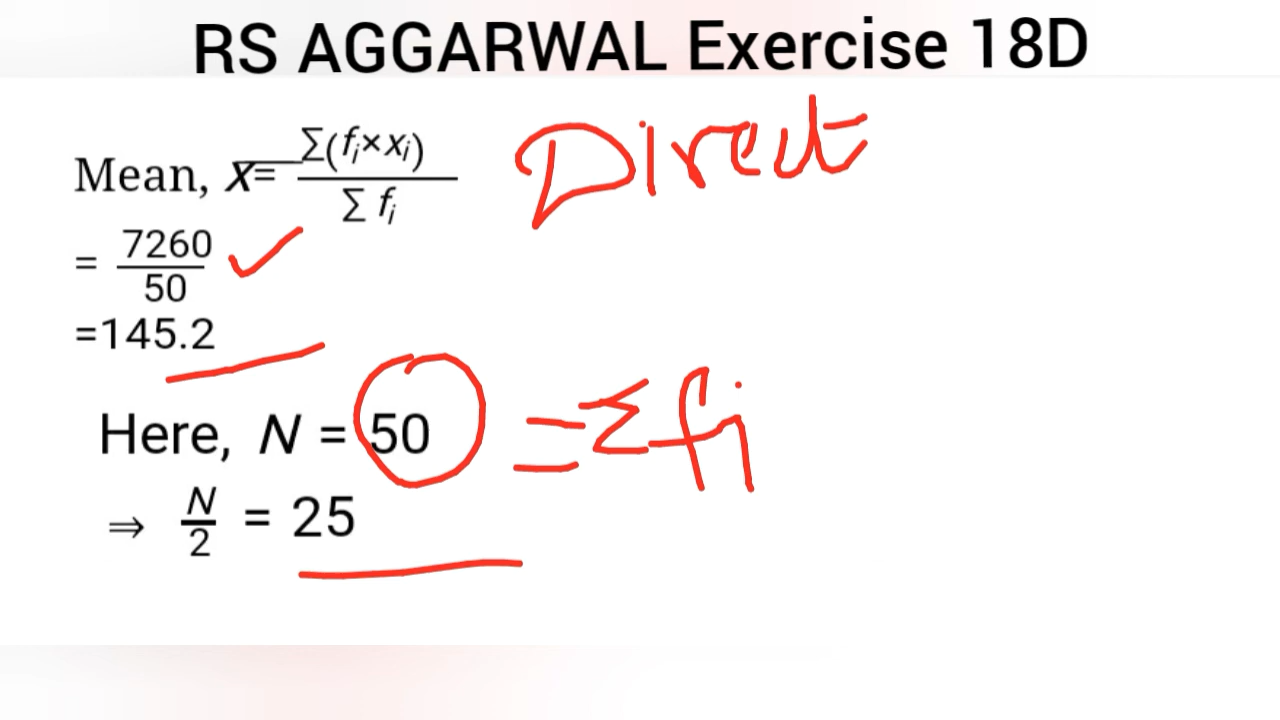 RS AGGARWAL Exercise 18D
Mean, x̅= ∑(fᵢ×xᵢ) / ∑ fᵢ Direct
= 7260 / 50 ✓
=145.2
Here, N = 50 = Σfi
⇒ N/2 = 25